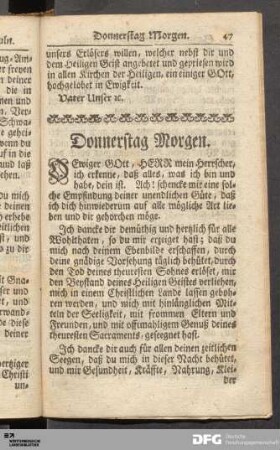 Donnerstag Morgen. 47
unsers Erlösers willen, welcher nebst dir und
dem Heiligen Geist angebetet und gepriesen wird
in allen Kirchen der Heiligen, ein einiger GOtt,
hochgelobet in Ewigkeit.
Vater Unser ꝛc.
Donnerstag Morgen.
O Ewiger GOtt, HERR mein Herrscher,
ich erkenne, daß alles, was ich bin und
habe, dein ist. Ach! schencke mir eine sol-
che Empfindung deiner unendlichen Güte, daß
ich dich hinwiederum auf alle mögliche Art lie-
ben und dir gehorchen möge.
Ich dancke dir demüthig und hertzlich für alle
Wohlthaten, so du mir erzeiget hast; daß du
mich nach deinem Ebenbilde erschaffen, durch
deine gnädige Vorsehung täglich behütet, durch
den Tod deines theuresten Sohnes erlöset, mir
den Beystand deines Heiligen Geistes verliehen,
mich in einem Christlichen Lande lassen geboh-
ren werden, und mich mit hinlänglichen Mit-
teln der Seeligkeit, mit frommen Eltern und
Freunden, und mit offtmahligem Genuß deines
theuresten Sacraments, geseegnet hast.
Ich dancke dir auch für allen deinen zeitlichen
Seegen, daß du mich in dieser Nacht behütet,
und mir Gesundheit, Kräffte, Nahrung, Klei-
der
DFG Deutsche
Forschungsgemeinschaft